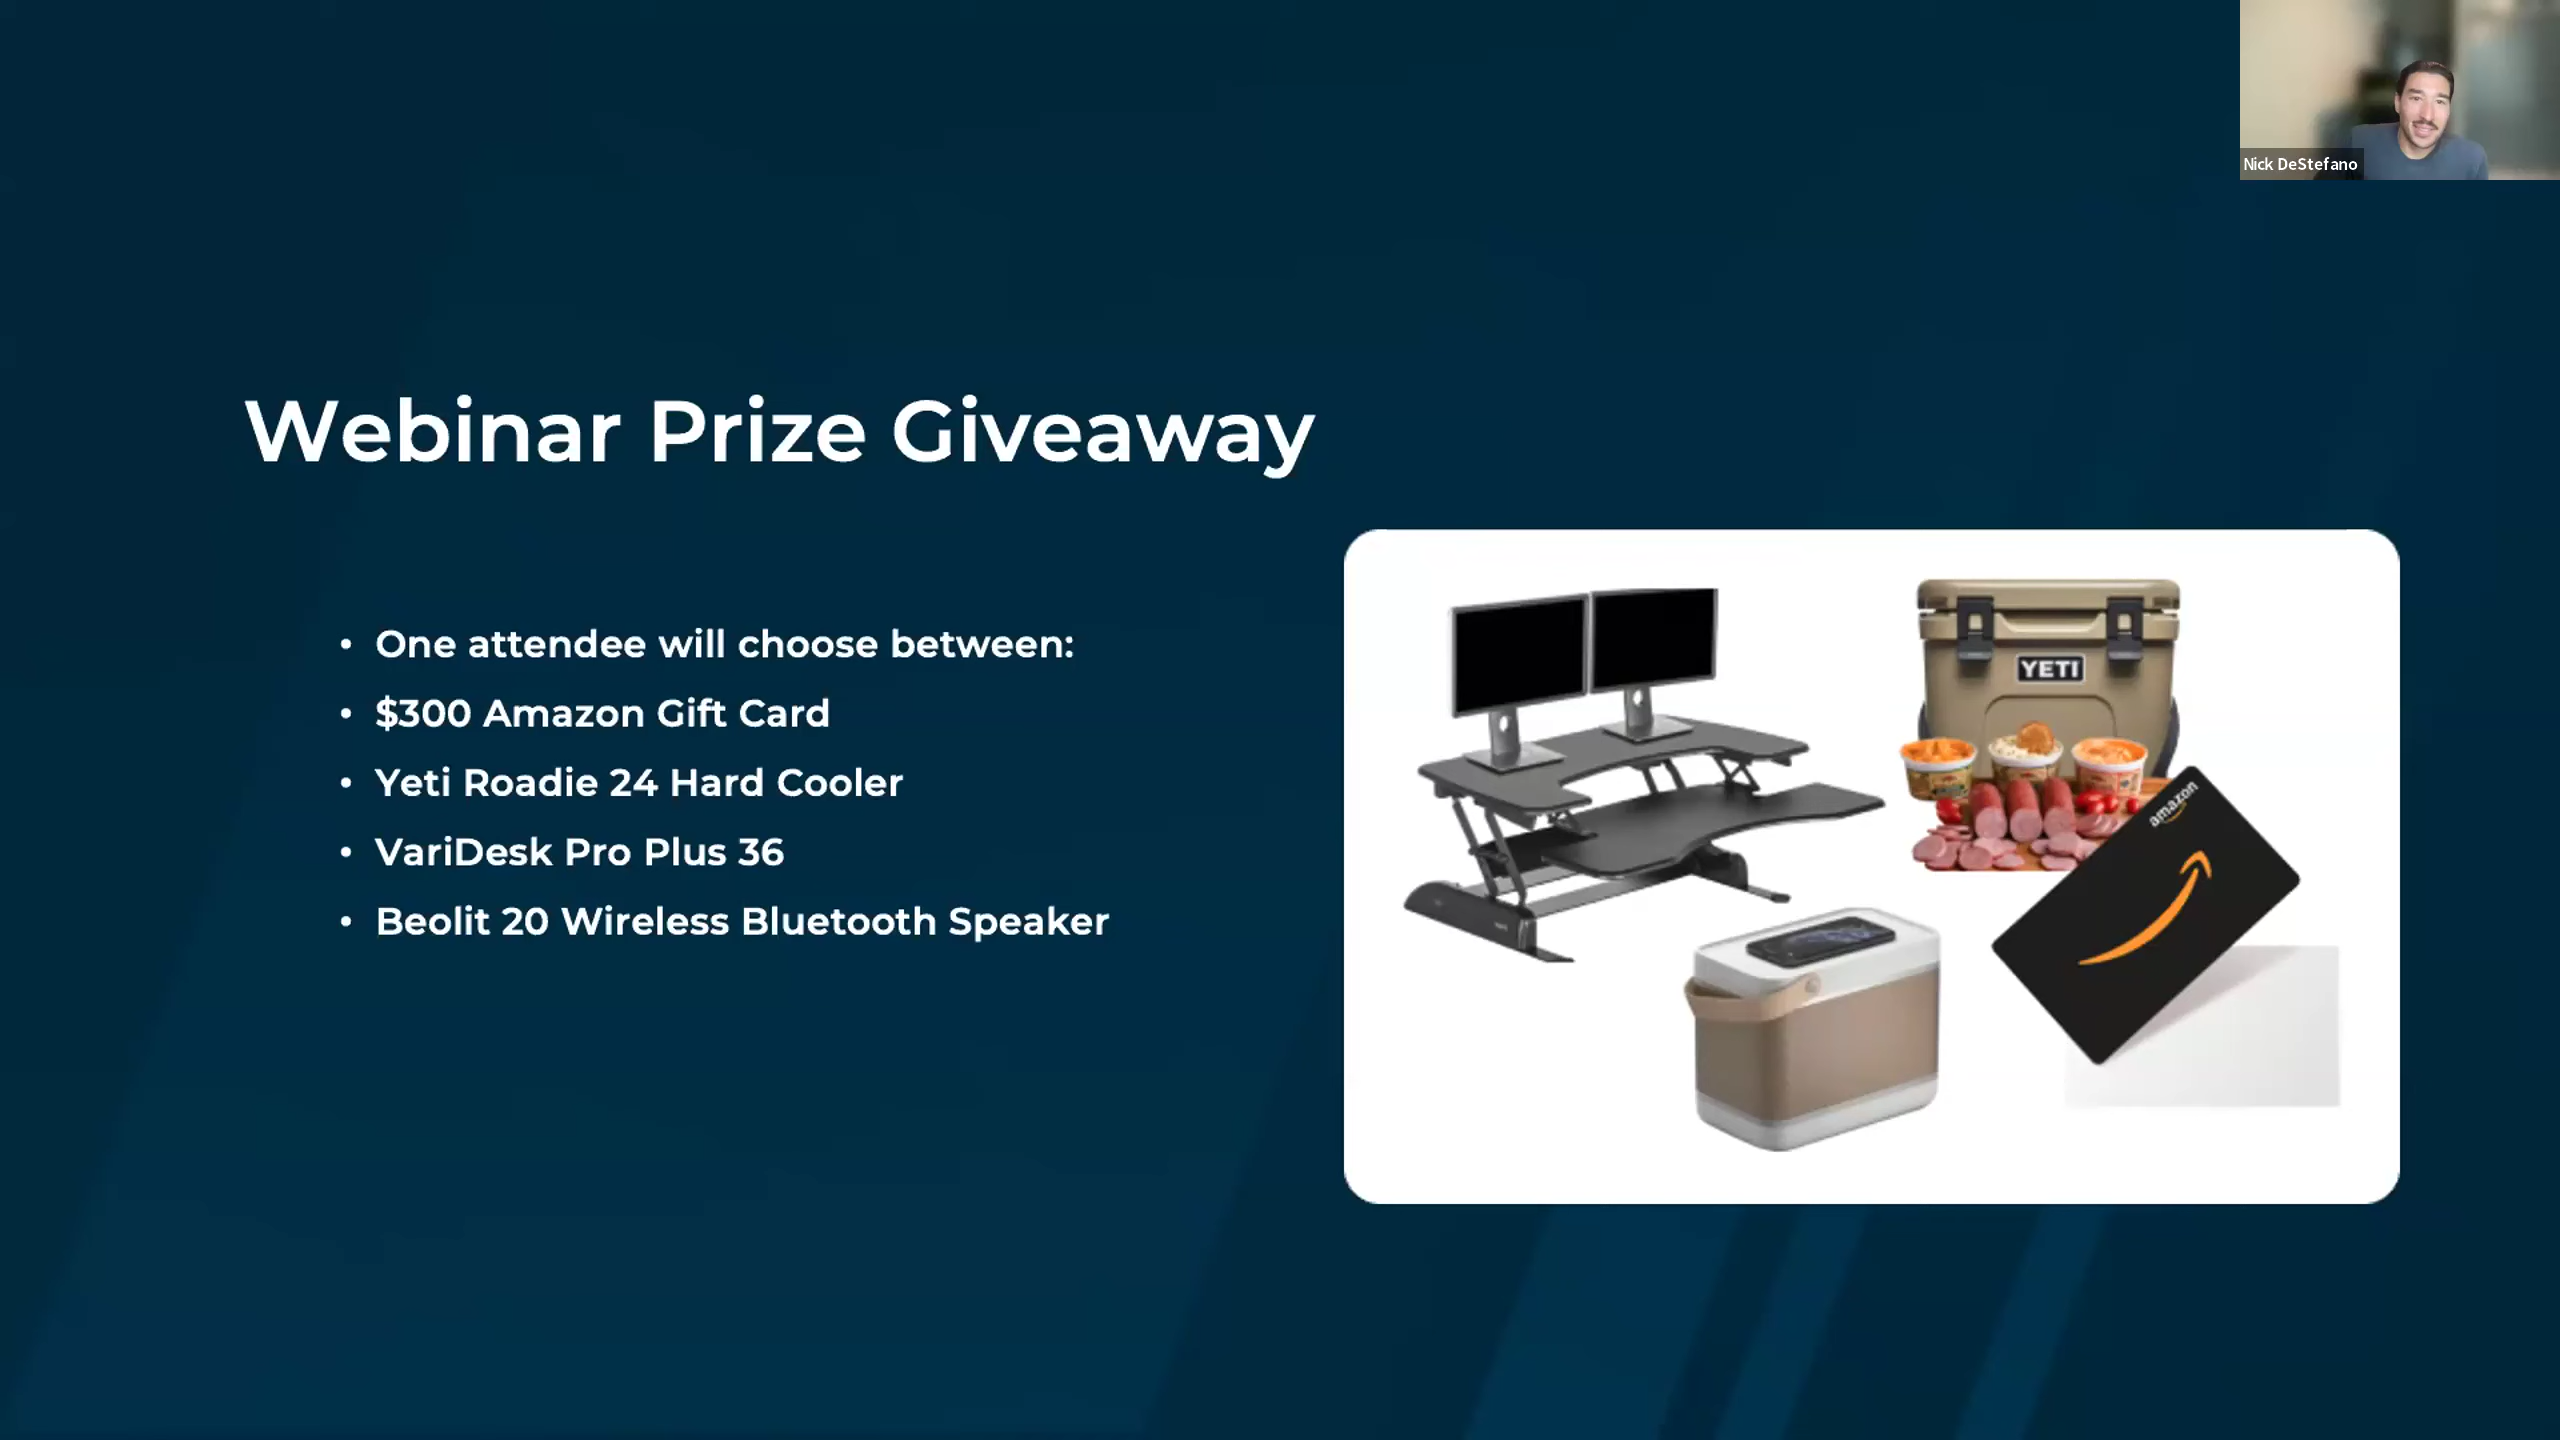 Nick DeStefano
Webinar Prize Giveaway
• One attendee will choose between:
• $300 Amazon Gift Card
• Yeti Roadie 24 Hard Cooler
• VariDesk Pro Plus 36
• Beolit 20 Wireless Bluetooth Speaker
YETI
amazon